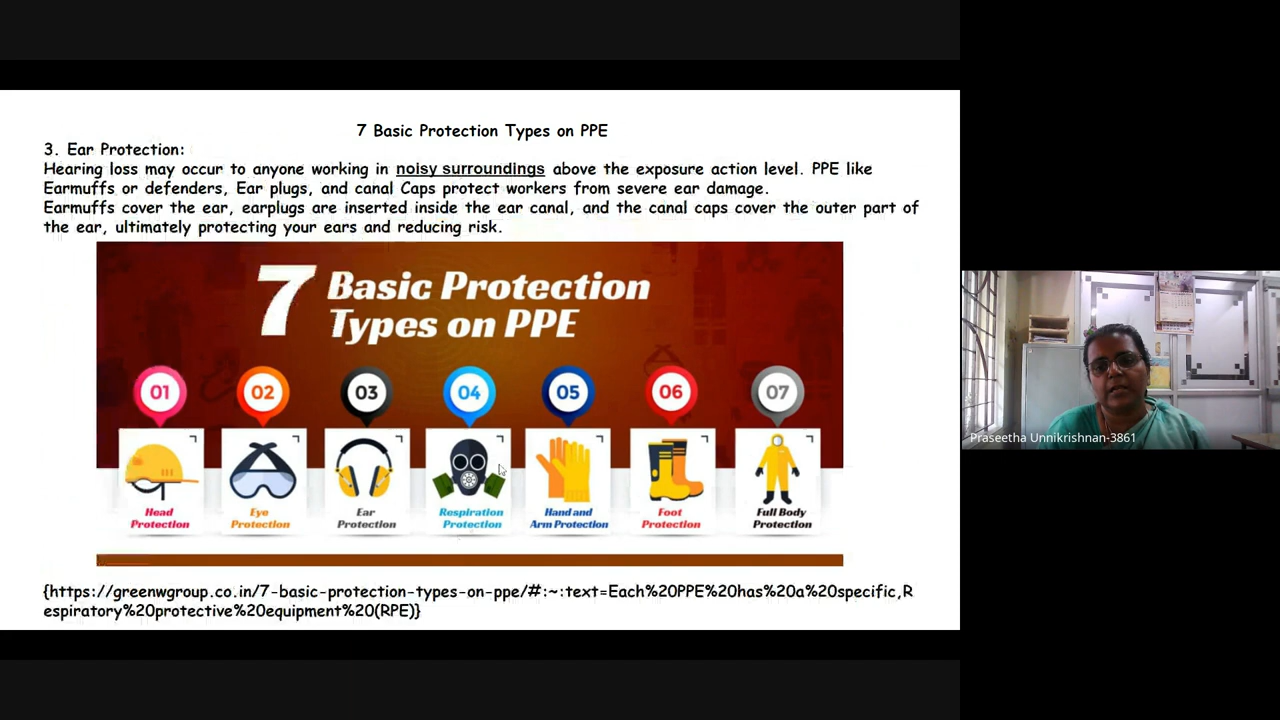 7 Basic Protection Types on PPE
3. Ear Protection:
Hearing loss may occur to anyone working in noisy surroundings above the exposure action level. PPE like
Earmuffs or defenders, Ear plugs, and canal Caps protect workers from severe ear damage.
Earmuffs cover the ear, earplugs are inserted inside the ear canal, and the canal caps cover the outer part of
the ear, ultimately protecting your ears and reducing risk.
7 Basic Protection
Types on PPE
01 02 03 04 05 06 07
Head
Protection
Eye
Protection
Ear
Protection
Respiration
Protection
Hand and
Arm Protection
Foot
Protection
Full Body
Protection
{https://greenwgroup.co.in/7-basic-protection-types-on-ppe/#:~:text=Each%20PPE%20has%20a%20specific,R
espiratory%20protective%20equipment%20(RPE)}
Praseetha Unnikrishnan-3861